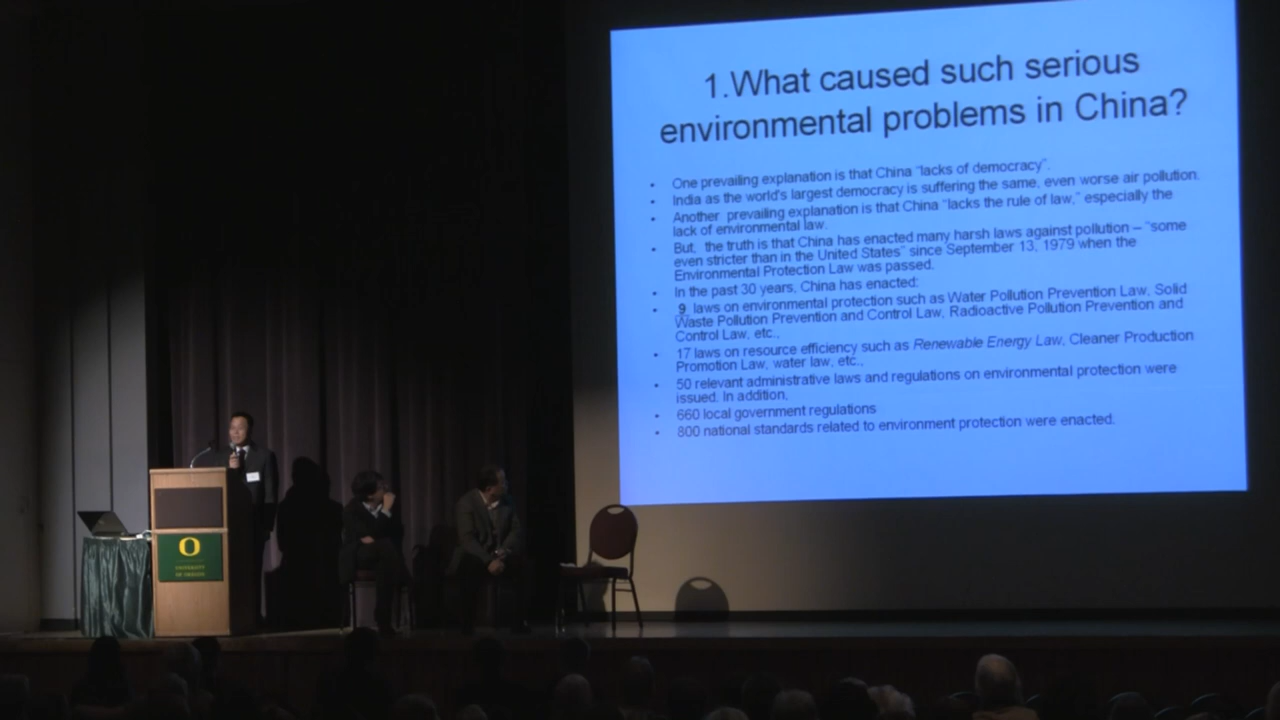 1.What caused such serious
environmental problems in China?
• One prevailing explanation is that China “lacks of democracy”.
• India as the world's largest democracy is suffering the same, even worse air pollution.
• Another prevailing explanation is that China “lacks the rule of law,” especially the
lack of environmental law.
• But, the truth is that China has enacted many harsh laws against pollution – “some
even stricter than in the United States” since September 13, 1979 when the
Environmental Protection Law was passed.
• In the past 30 years, China has enacted:
• 9 laws on environmental protection such as Water Pollution Prevention Law, Solid
Waste Pollution Prevention and Control Law, Radioactive Pollution Prevention and
Control Law, etc.,
• 17 laws on resource efficiency such as Renewable Energy Law, Cleaner Production
Promotion Law, water law, etc.,
• 50 relevant administrative laws and regulations on environmental protection were
issued. In addition,
• 660 local government regulations
• 800 national standards related to environment protection were enacted.
O
UNIVERSITY
OF OREGON